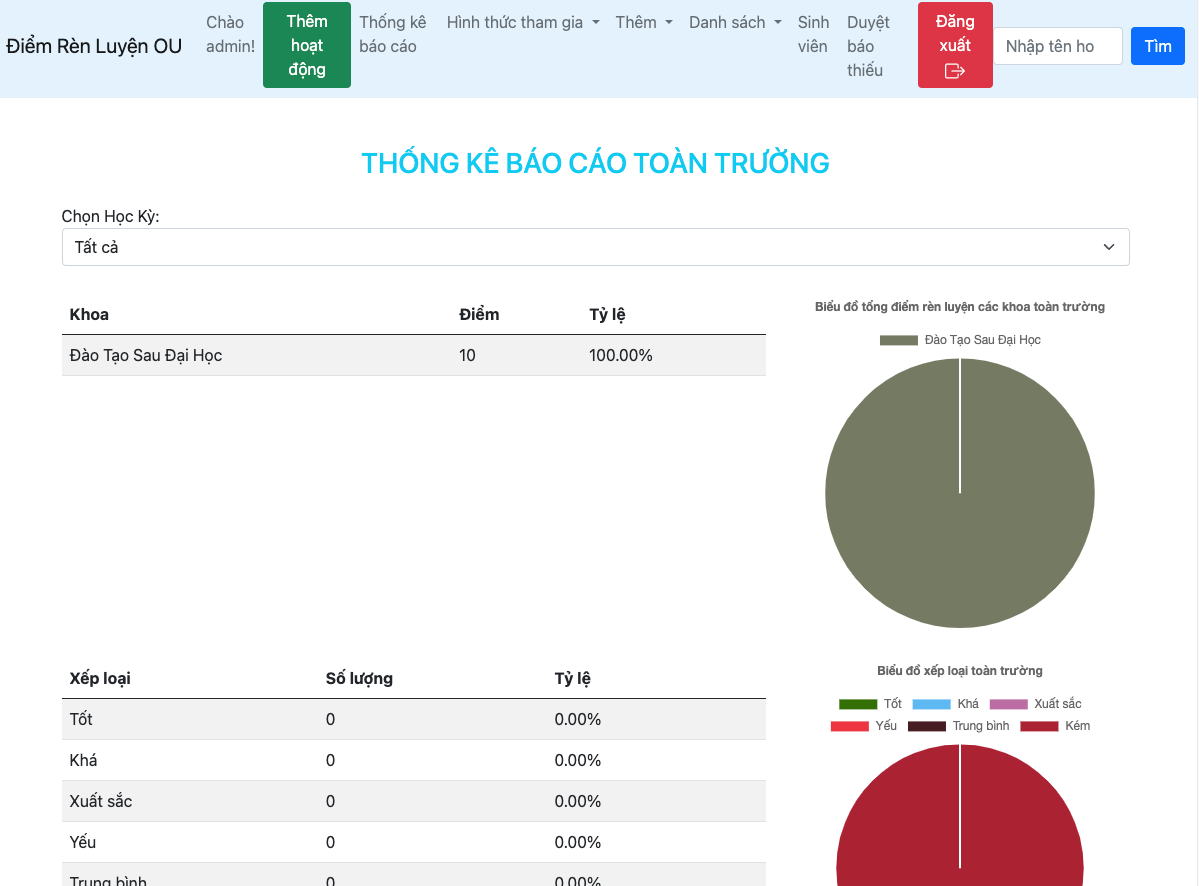 Điểm Rèn Luyện OU
Chào
admin!
Thêm
hoạt
động
Thống kê
báo cáo
Hình thức tham gia
Thêm
Danh sách
Sinh
viên
Duyệt
báo
thiếu
Đăng
xuất
Nhập tên ho
Tìm
THỐNG KÊ BÁO CÁO TOÀN TRƯỜNG
Chọn Học Kỳ:
Tất cả
Khoa Điểm Tỷ lệ
Đào Tạo Sau Đại Học 10 100.00%
Biểu đồ tổng điểm rèn luyện các khoa toàn trường
Đào Tạo Sau Đại Học
Xếp loại Số lượng Tỷ lệ
Tốt 0 0.00%
Khá 0 0.00%
Xuất sắc 0 0.00%
Yếu 0 0.00%
Trung bình 0 0.00%
Biểu đồ xếp loại toàn trường
Tốt Khá Xuất sắc
Yếu Trung bình Kém